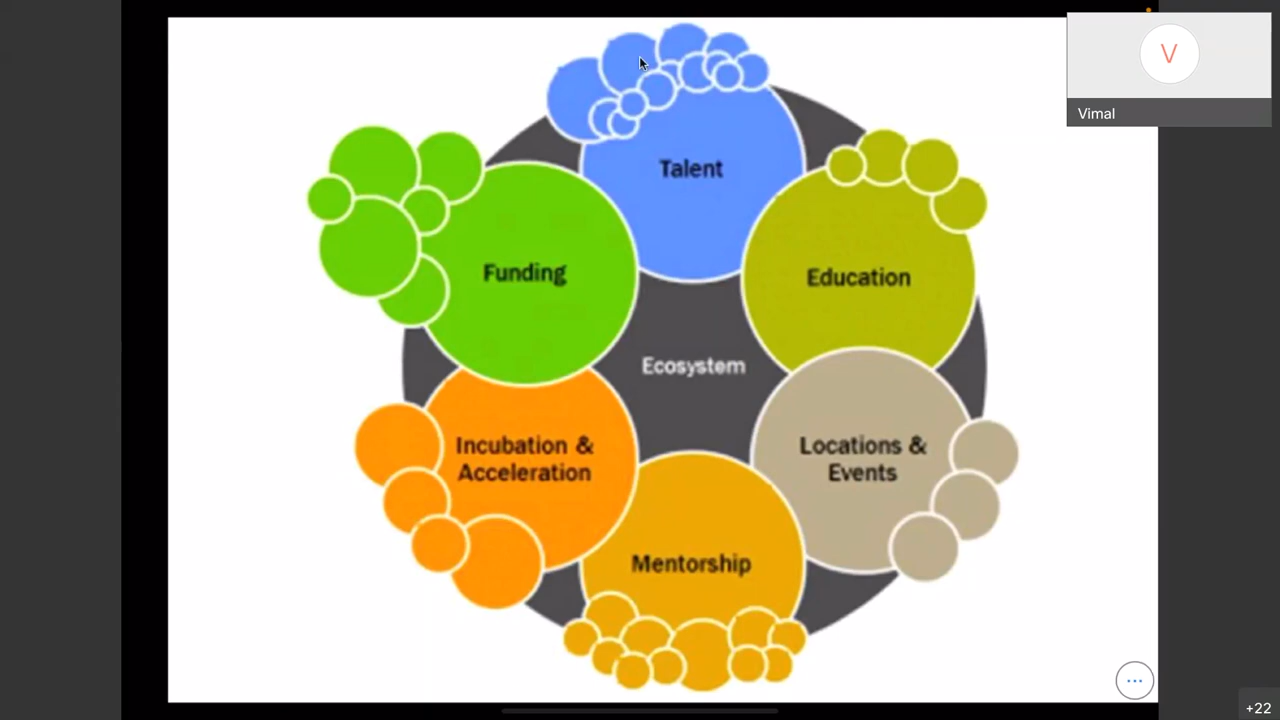 V
Vimal
Talent
Funding
Education
Ecosystem
Incubation &
Acceleration
Locations &
Events
Mentorship
+22